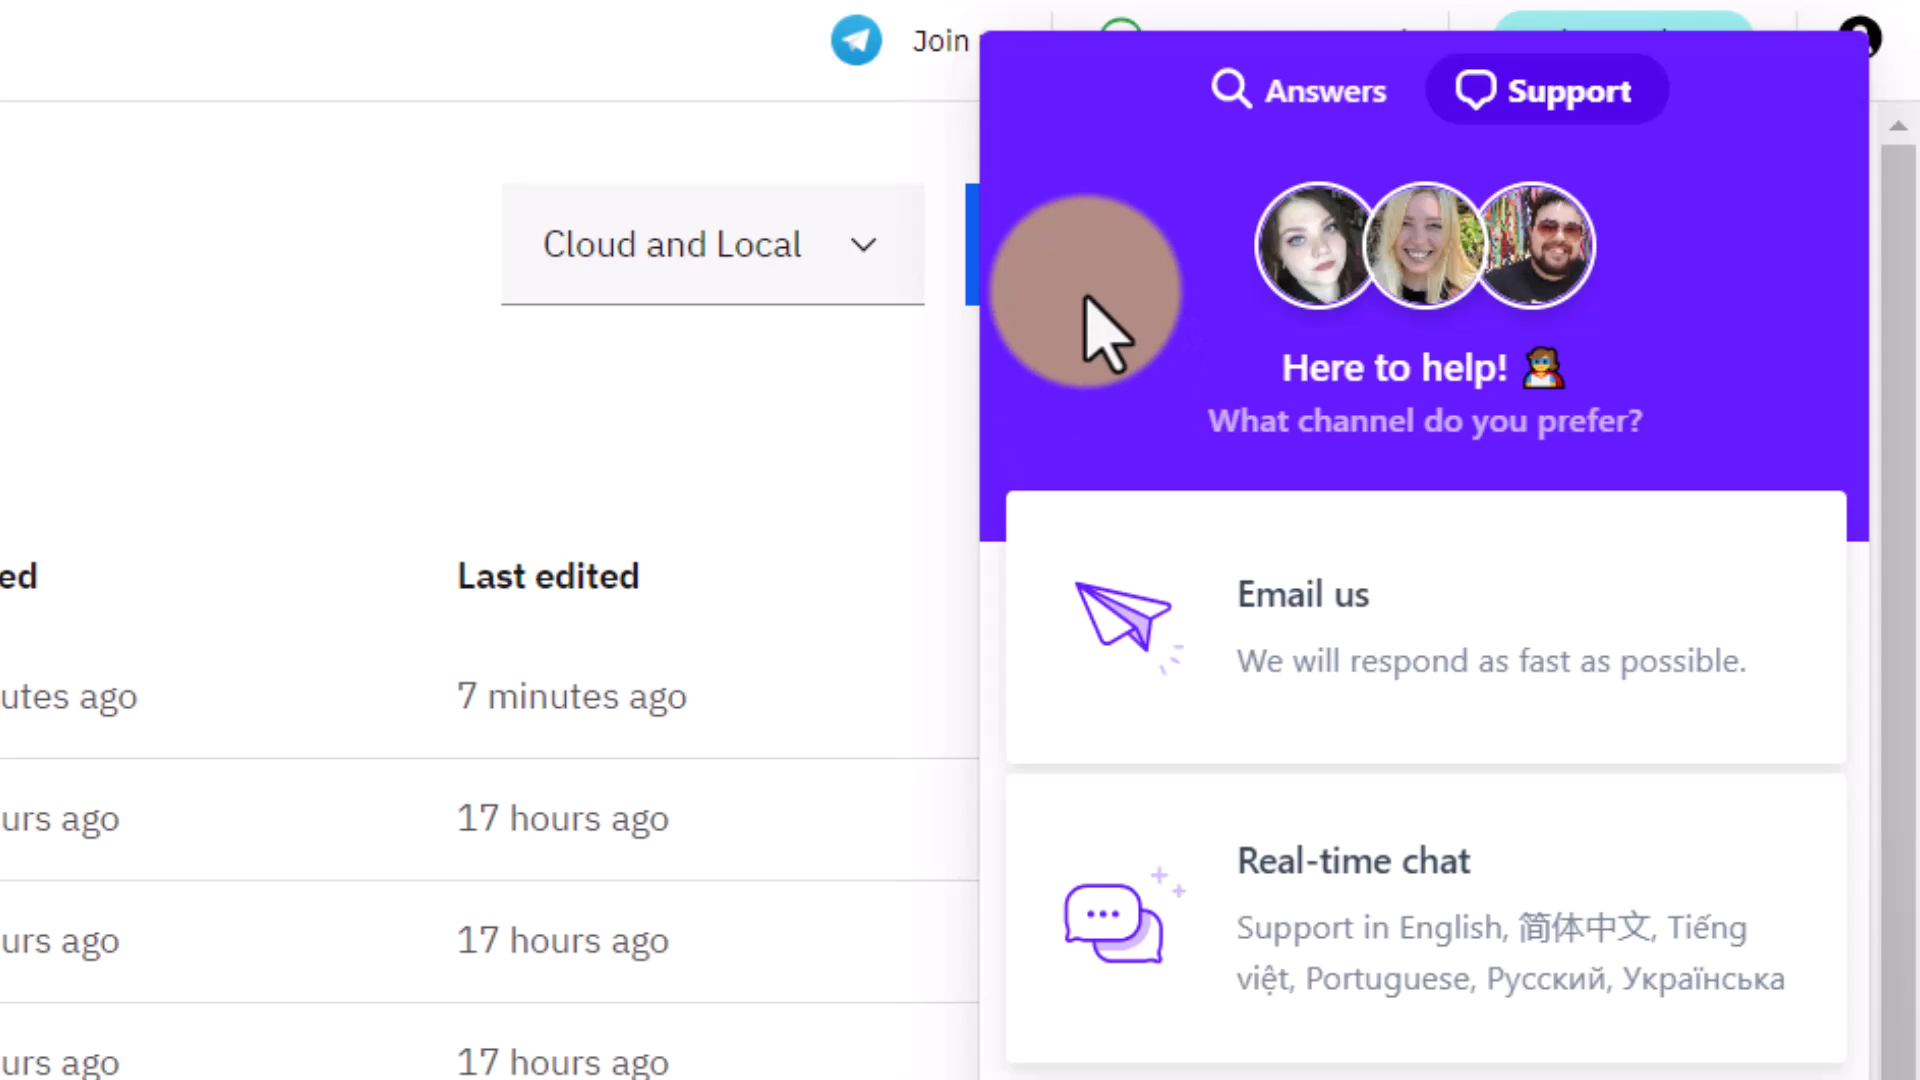 Join
Answers
Support
Cloud and Local
Here to help!
What channel do you prefer?
Last edited
Email us
We will respond as fast as possible.
utes ago
7 minutes ago
urs ago
17 hours ago
Real-time chat
Support in English, 简体中文, Tiếng
việt, Portuguese, Русский, Українська
urs ago
17 hours ago
urs ago
17 hours ago